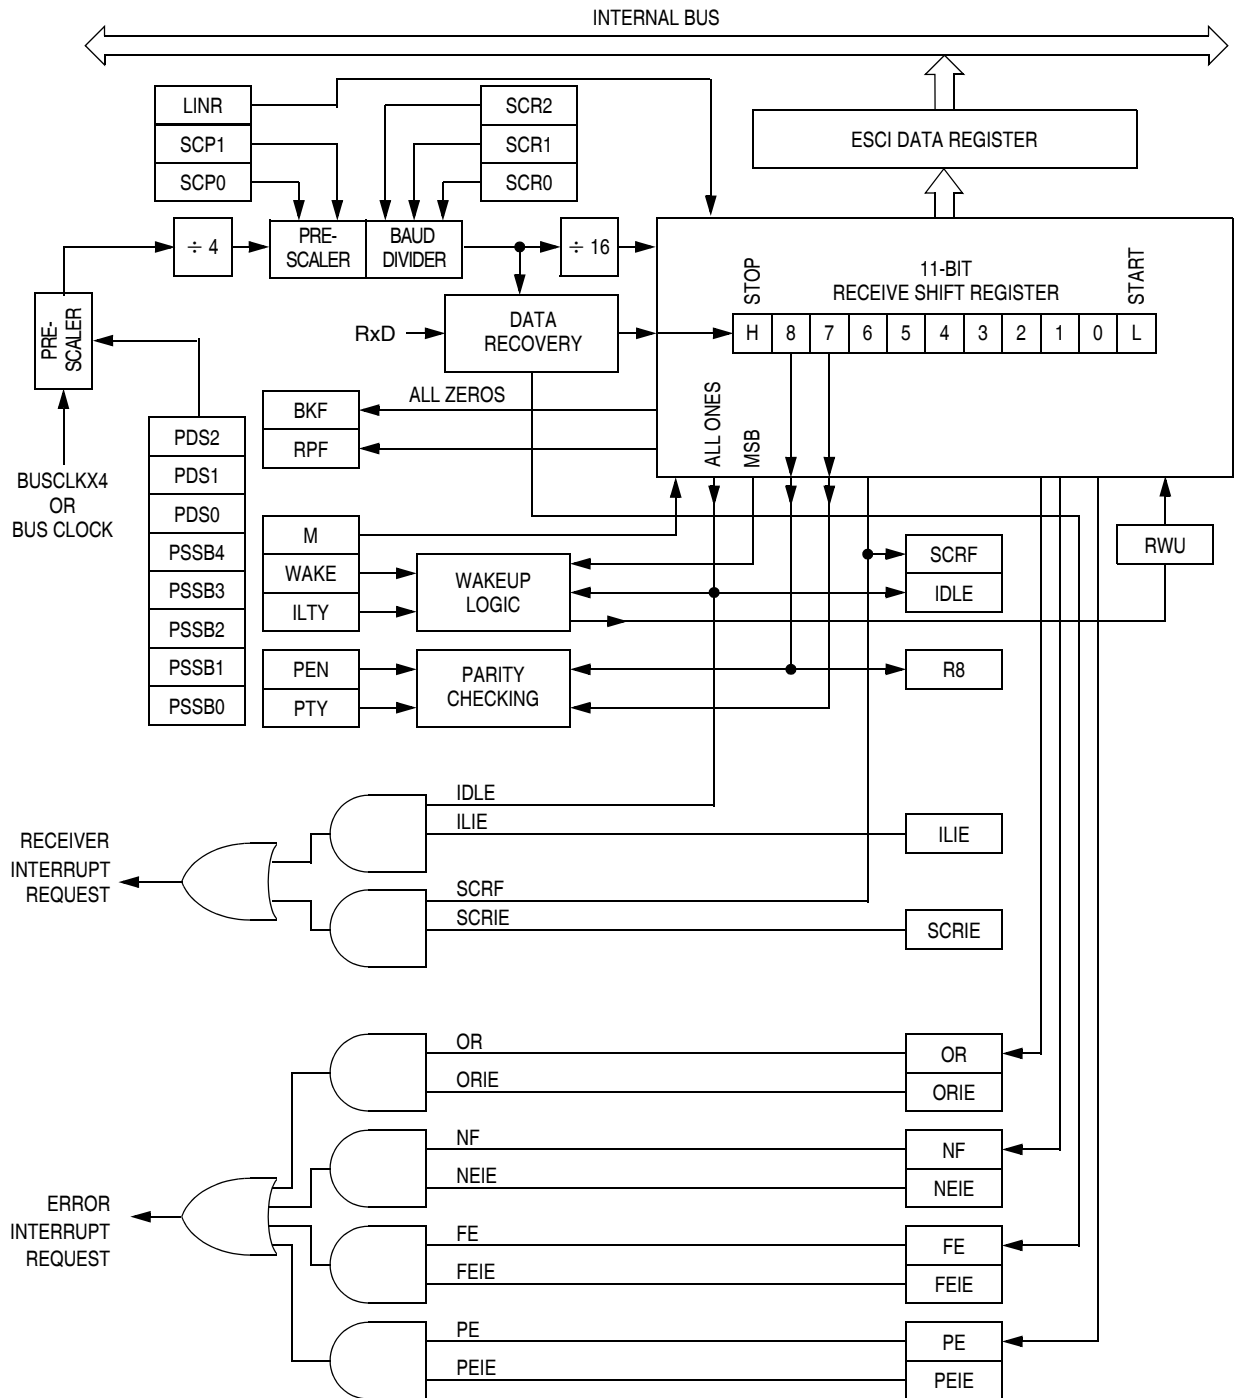 INTERNAL BUS
LINR
SCP1
SCP0
SCR2
SCR1
SCR0
ESCI DATA REGISTER
÷ 4
PRE-
SCALER
BAUD
DIVIDER
÷ 16
PRE-
SCALER
BUSCLKX4
OR
BUS CLOCK
RxD
DATA
RECOVERY
STOP
11-BIT
RECEIVE SHIFT REGISTER
START
H 8 7 6 5 4 3 2 1 0 L
ALL ZEROS
ALL ONES
MSB
BKF
RPF
PDS2
PDS1
PDS0
PSSB4
PSSB3
PSSB2
PSSB1
PSSB0
M
WAKE
ILTY
WAKEUP
LOGIC
SCRF
IDLE
RWU
PEN
PTY
PARITY
CHECKING
R8
RECEIVER
INTERRUPT
REQUEST
IDLE
ILIE
ILIE
SCRF
SCRIE
SCRIE
ERROR
INTERRUPT
REQUEST
OR
ORIE
OR
ORIE
NF
NEIE
NF
NEIE
FE
FEIE
FE
FEIE
PE
PEIE
PE
PEIE